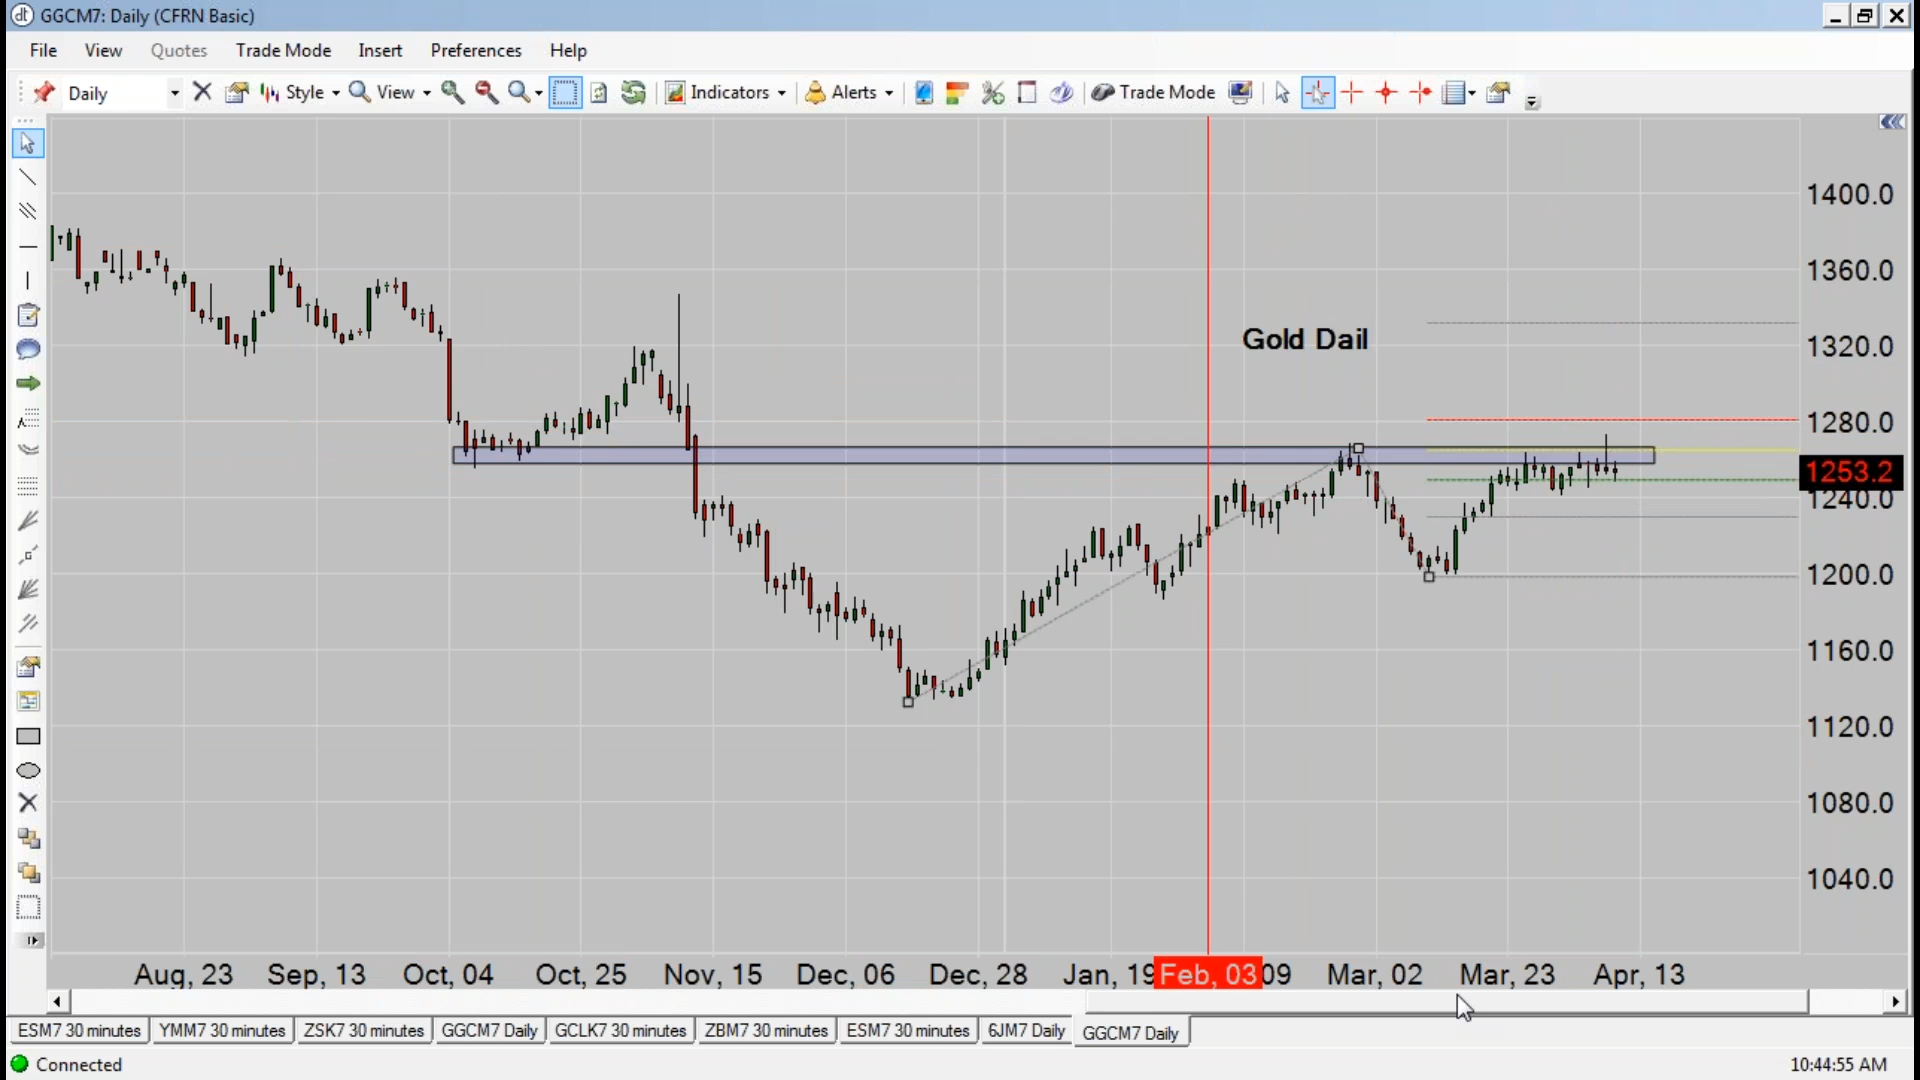 GGCM7: Daily (CFRN Basic)
File View Quotes Trade Mode Insert Preferences Help
Daily Style View Indicators Alerts Trade Mode
1400.0
1360.0
Gold Dail
1320.0
1280.0
1253.2
1240.0
1200.0
1160.0
1120.0
1080.0
1040.0
Aug, 23 Sep, 13 Oct, 04 Oct, 25 Nov, 15 Dec, 06 Dec, 28 Jan, 19 Feb, 03 09 Mar, 02 Mar, 23 Apr, 13
ESM7 30 minutes YMM7 30 minutes ZSK7 30 minutes GGCM7 Daily GCLK7 30 minutes ZBM7 30 minutes ESM7 30 minutes 6JM7 Daily GGCM7 Daily
Connected 10:44:55 AM